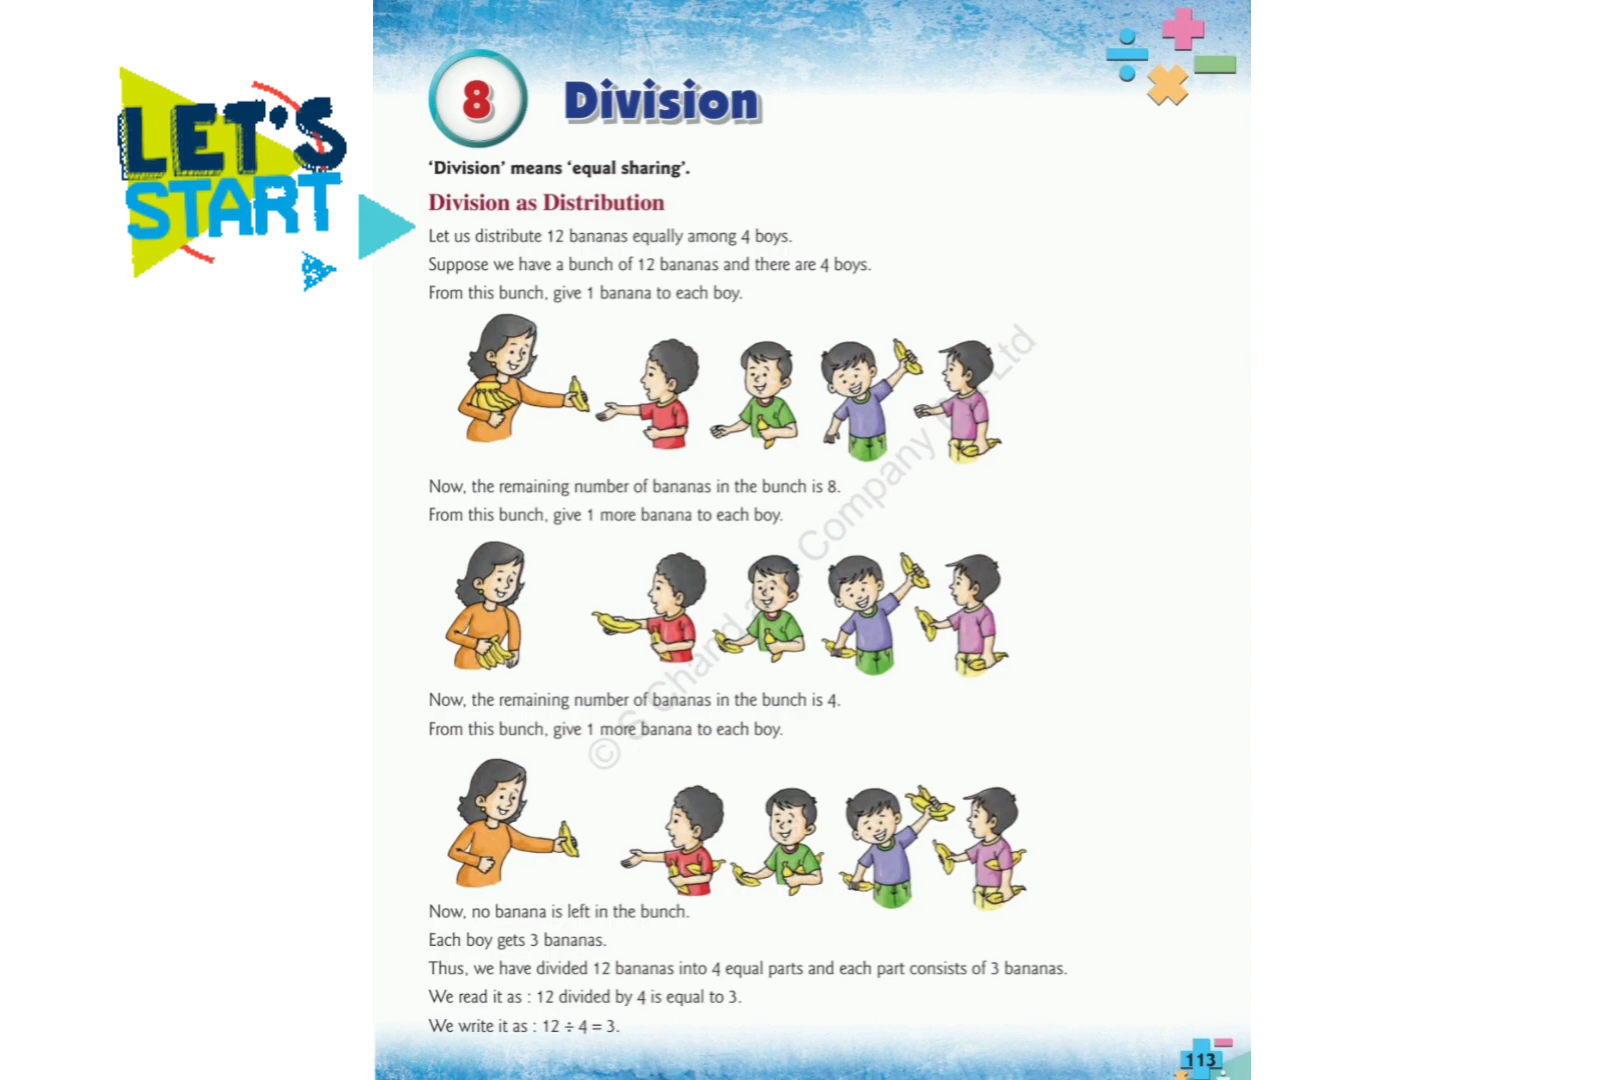 LET'S
START
8
Division
‘Division’ means ‘equal sharing’.
Division as Distribution
Let us distribute 12 bananas equally among 4 boys.
Suppose we have a bunch of 12 bananas and there are 4 boys.
From this bunch, give 1 banana to each boy.
Now, the remaining number of bananas in the bunch is 8.
From this bunch, give 1 more banana to each boy.
Now, the remaining number of bananas in the bunch is 4.
From this bunch, give 1 more banana to each boy.
Now, no banana is left in the bunch.
Each boy gets 3 bananas.
Thus, we have divided 12 bananas into 4 equal parts and each part consists of 3 bananas.
We read it as : 12 divided by 4 is equal to 3.
We write it as : 12 ÷ 4 = 3.
© S Chand Company Ltd
113